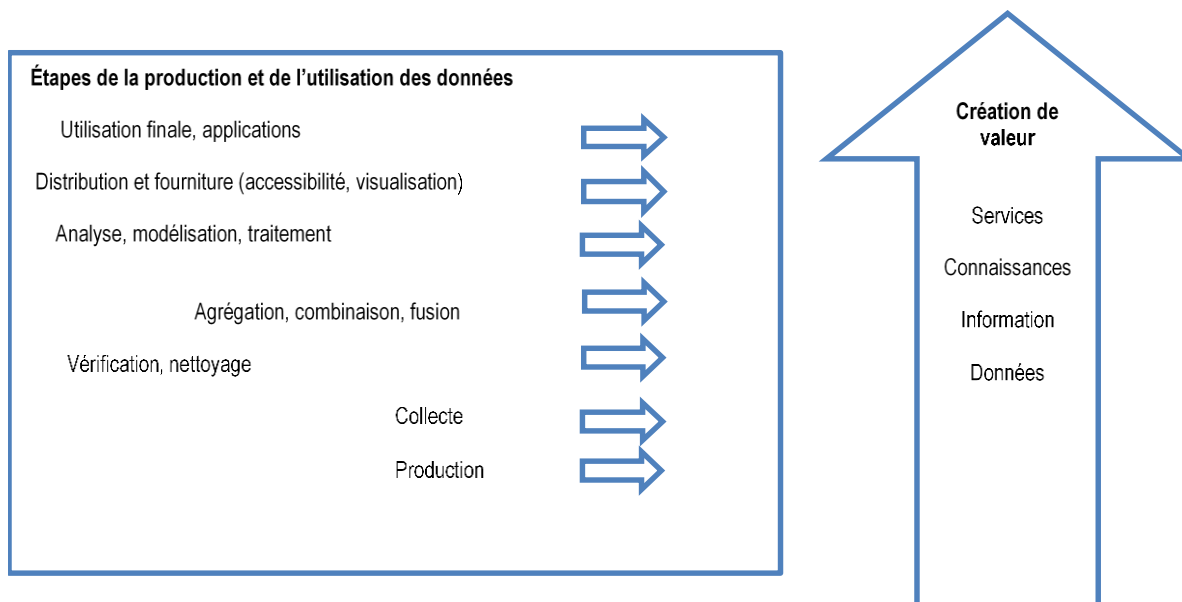 Étapes de la production et de l'utilisation des données
Utilisation finale, applications
Distribution et fourniture (accessibilité, visualisation)
Analyse, modélisation, traitement
Agrégation, combinaison, fusion
Vérification, nettoyage
Collecte
Production
Création de
valeur
Services
Connaissances
Information
Données